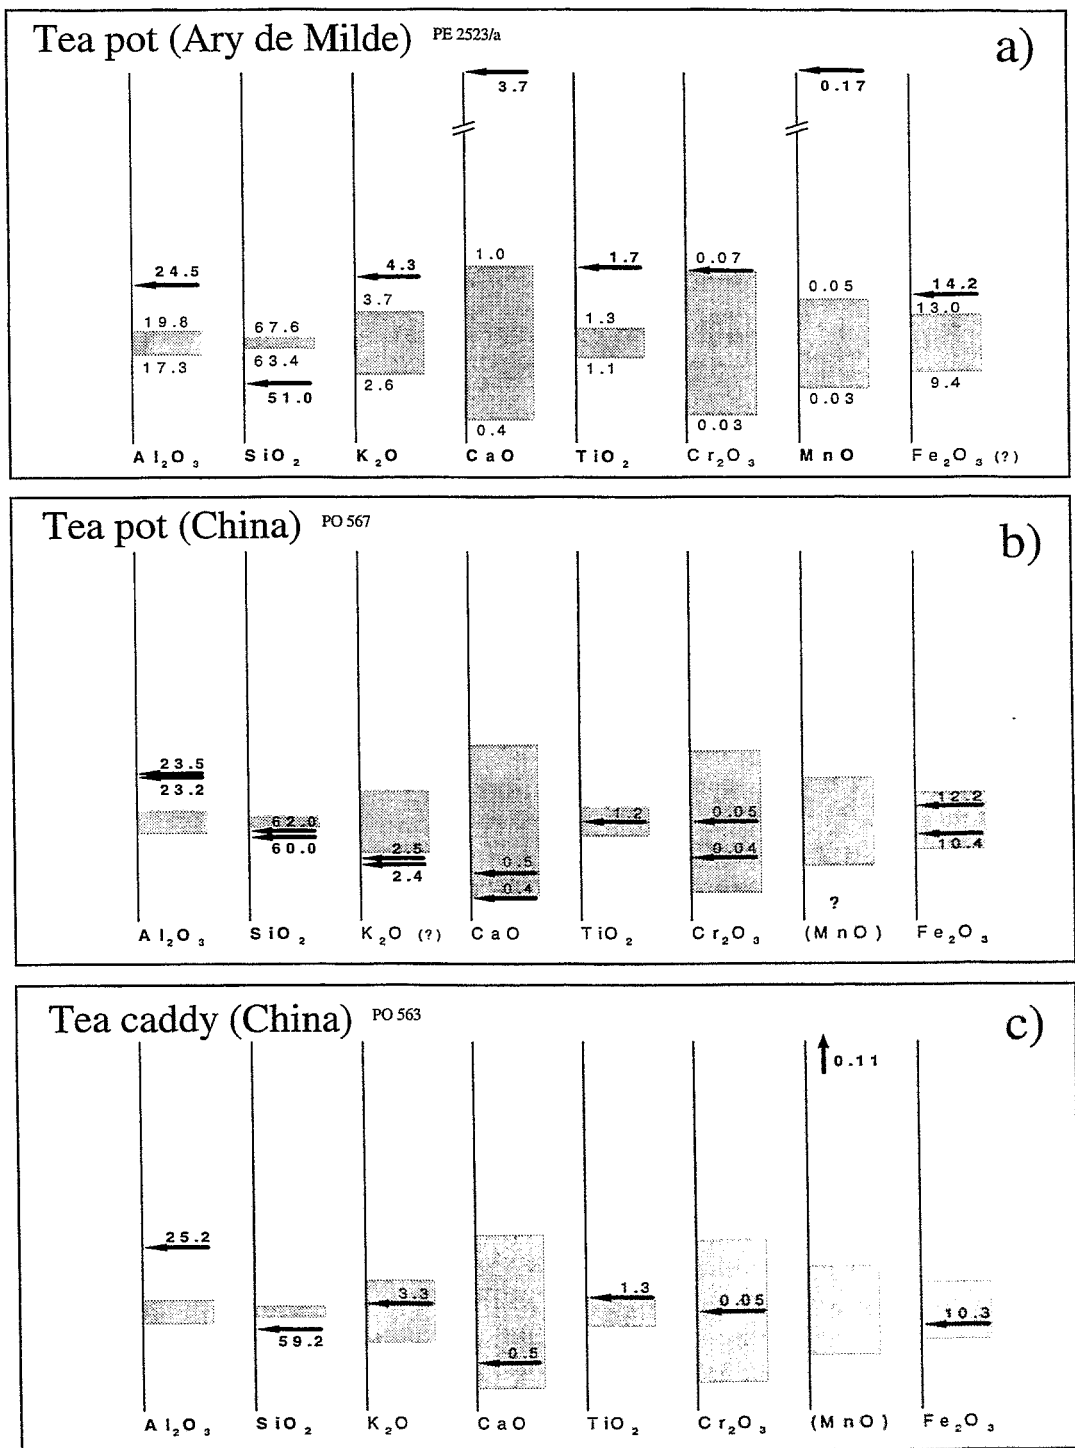 Tea pot (Ary de Milde) PE 2523/a a)
3.7 0.17
1.0 0.07
24.5 4.3 1.7 0.05 14.2
3.7 13.0
19.8 67.6 1.3
17.3 63.4 1.1
51.0 2.6 0.03 9.4
0.4 0.03
Al₂O₃ SiO₂ K₂O CaO TiO₂ Cr₂O₃ MnO Fe₂O₃ (?)
Tea pot (China) PO 567 b)
23.5
23.2 12.2
62.0 1.2 0.05
60.0 2.5 0.5 0.04 10.4
2.4 0.4 ?
Al₂O₃ SiO₂ K₂O (?) CaO TiO₂ Cr₂O₃ (MnO) Fe₂O₃
Tea caddy (China) PO 563 c)
0.11
25.2
3.3 1.3 0.05 10.3
59.2 0.5
Al₂O₃ SiO₂ K₂O CaO TiO₂ Cr₂O₃ (MnO) Fe₂O₃